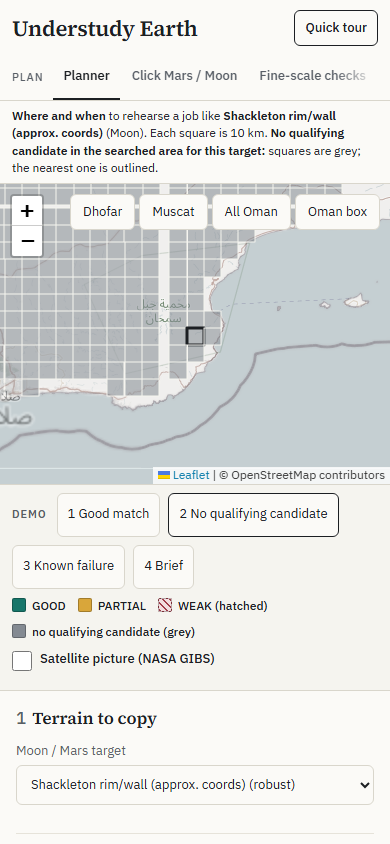 Understudy Earth
Quick tour
PLAN
Planner
Click Mars / Moon
Fine-scale checks
Where and when to rehearse a job like Shackleton rim/wall
(approx. coords) (Moon). Each square is 10 km. No qualifying
candidate in the searched area for this target: squares are grey;
the nearest one is outlined.
+
−
Dhofar
Muscat
All Oman
Oman box
محمية جبل
سمحان
Leaflet | © OpenStreetMap contributors
DEMO
1 Good match
2 No qualifying candidate
3 Known failure
4 Brief
GOOD
PARTIAL
WEAK (hatched)
no qualifying candidate (grey)
Satellite picture (NASA GIBS)
1 Terrain to copy
Moon / Mars target
Shackleton rim/wall (approx. coords) (robust)